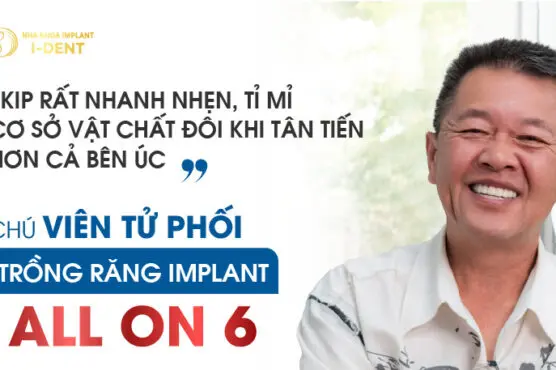 NHA KHOA IMPLANT
I-DENT
KIP RẤT NHANH NHẸN, TỈ MỈ
CƠ SỞ VẬT CHẤT ĐÔI KHI TÂN TIẾN
HƠN CẢ BÊN ÚC ”
CHÚ VIÊN TỬ PHỐI
TRỒNG RĂNG IMPLANT
ALL ON 6